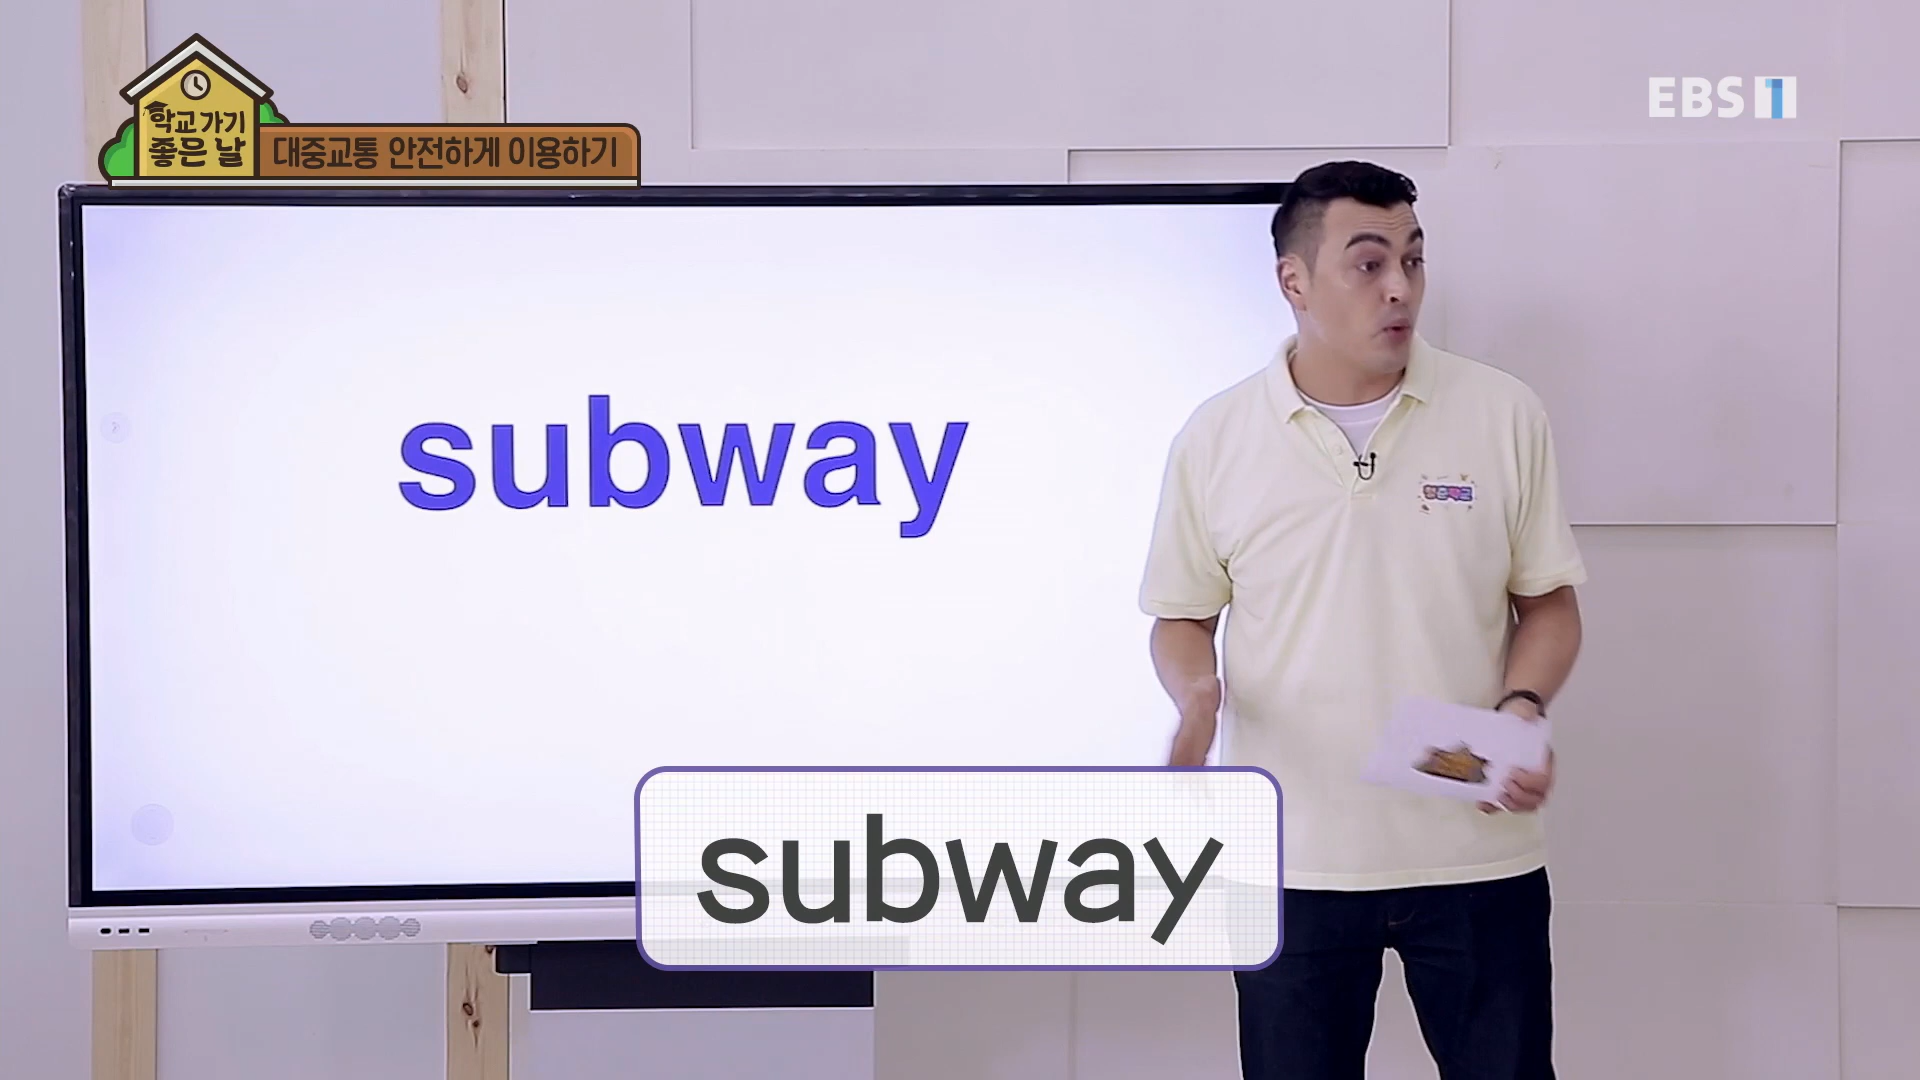 학교 가기
좋은 날
대중교통 안전하게 이용하기
EBS 1
subway
subway